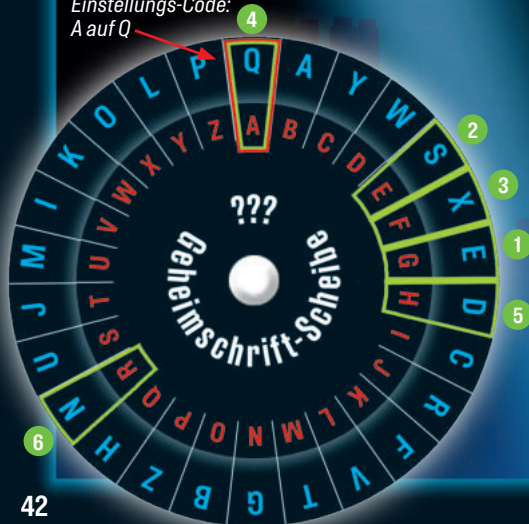 Einstellungs-Code:
A auf Q
4
2
3
1
5
6
Q A Y W S X E D C R F V T G B Z H N U J M I K O L P
A B C D E F G H I J K L M N O P Q R S T U V W X Y Z
???
Geheimschrift-Scheibe
42